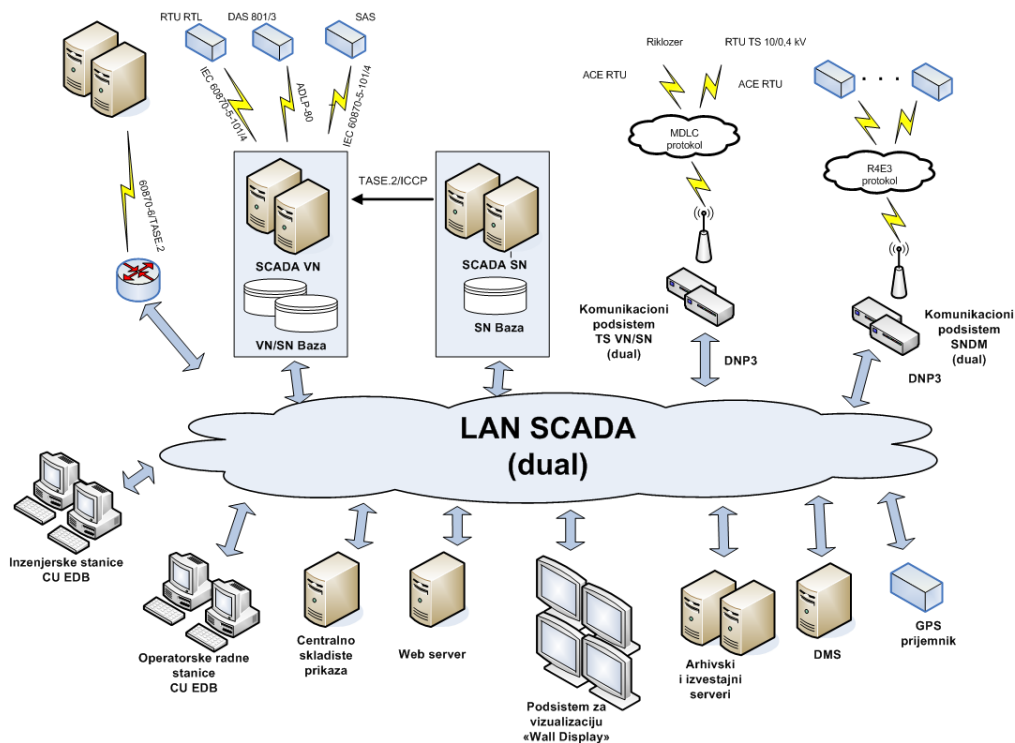 RTU RTL
DAS 801/3
SAS
IEC 60870-5-101/4
ADLP-80
IEC 60870-5-101/4
60870-6/TASE.2
TASE.2/ICCP
SCADA VN
VN/SN Baza
SCADA SN
SN Baza
Riklozer
RTU TS 10/0,4 kV
ACE RTU
ACE RTU
MDLC
protokol
R4E3
protokol
Komunikacioni
podsistem
TS VN/SN
(dual)
DNP3
Komunikacioni
podsistem
SNDM
(dual)
DNP3
LAN SCADA
(dual)
Inzenjerske stanice
CU EDB
Operatorske radne
stanice
CU EDB
Centralno
skladiste
prikaza
Web server
Podsistem za
vizualizaciju
«Wall Display»
Arhivski
i izvestajni
serveri
DMS
GPS
prijemnik